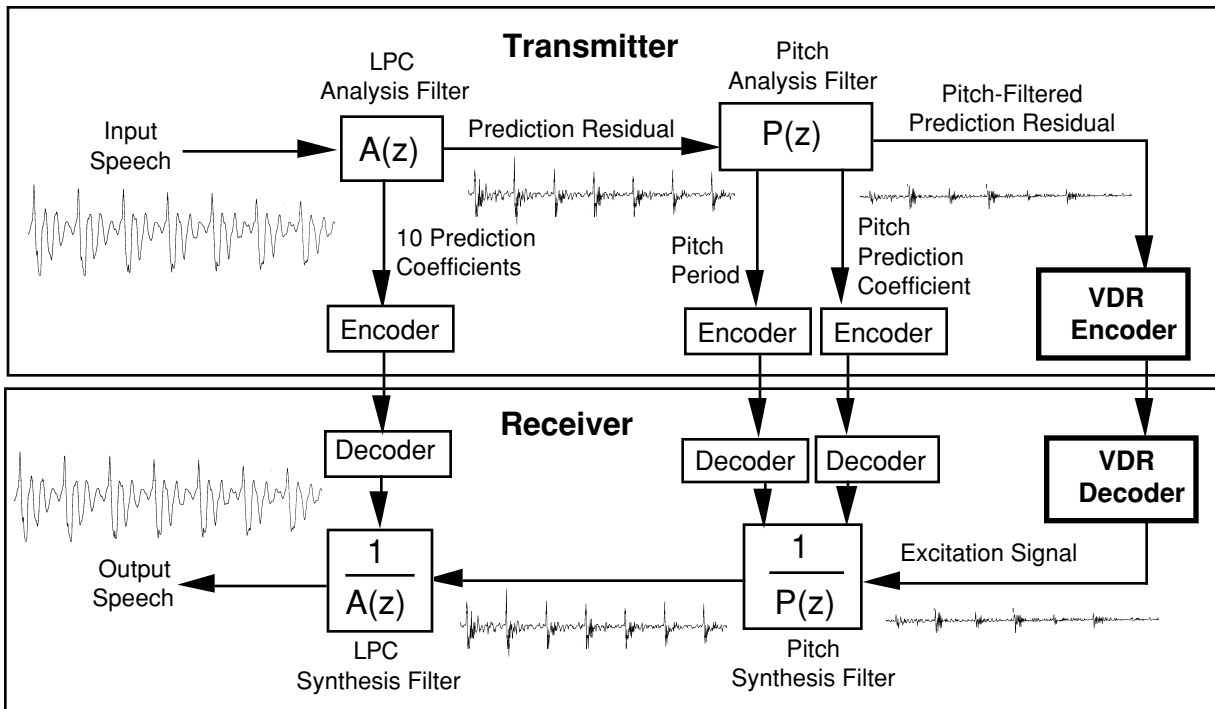 Transmitter
LPC
Analysis Filter
Pitch
Analysis Filter
Pitch-Filtered
Prediction Residual
Input
Speech
A(z)
Prediction Residual
P(z)
10 Prediction
Coefficients
Pitch
Period
Pitch
Prediction
Coefficient
VDR
Encoder
Encoder
Encoder
Encoder
Receiver
Decoder
Decoder
Decoder
VDR
Decoder
Output
Speech
1
A(z)
1
P(z)
Excitation Signal
LPC
Synthesis Filter
Pitch
Synthesis Filter